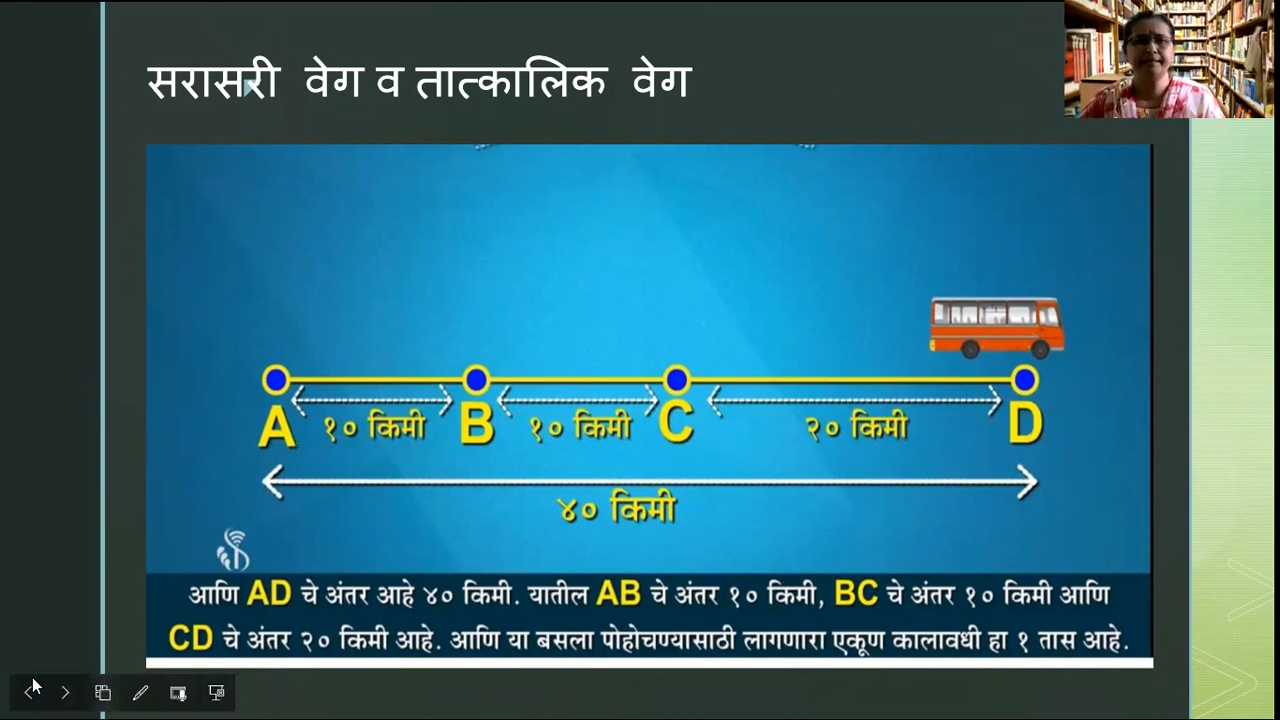 सरासरी वेग व तात्कालिक वेग
A B C D
१० किमी १० किमी २० किमी
४० किमी
आणि AD चे अंतर आहे ४० किमी. यातील AB चे अंतर १० किमी, BC चे अंतर १० किमी आणि
CD चे अंतर २० किमी आहे. आणि या बसला पोहोचण्यासाठी लागणारा एकूण कालावधी हा १ तास आहे.